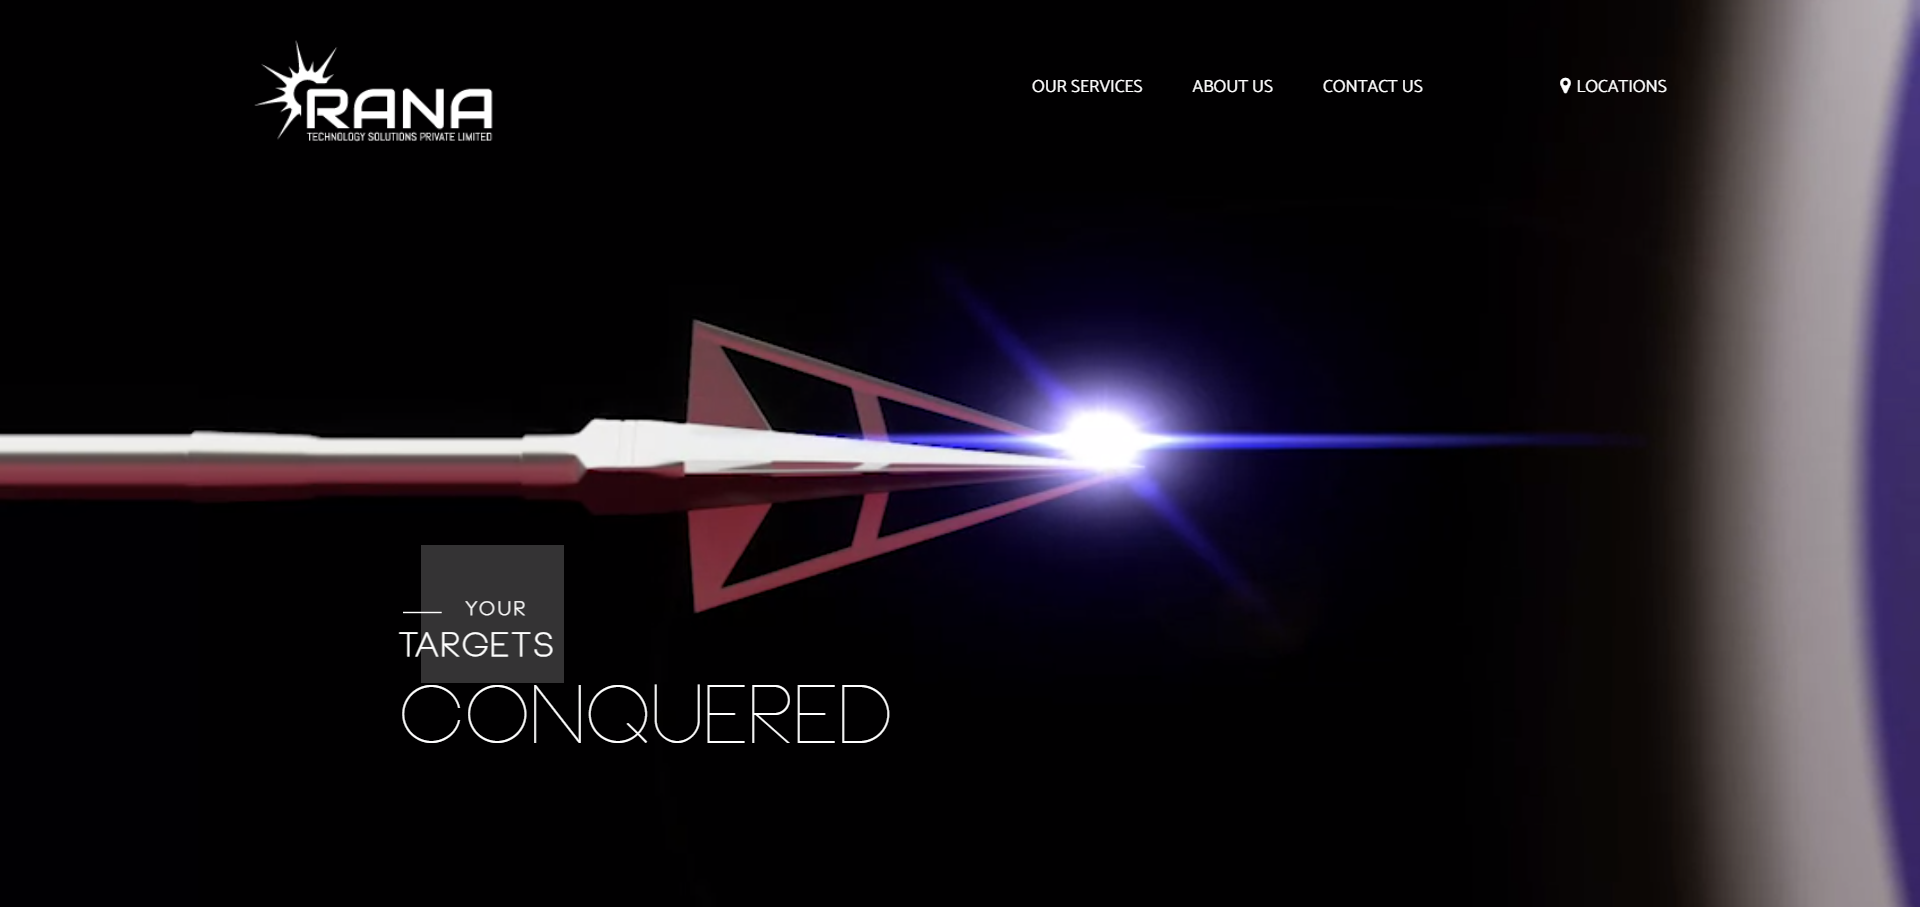 RANA
TECHNOLOGY SOLUTIONS PRIVATE LIMITED
OUR SERVICES
ABOUT US
CONTACT US
LOCATIONS
YOUR
TARGETS
CONQUERED